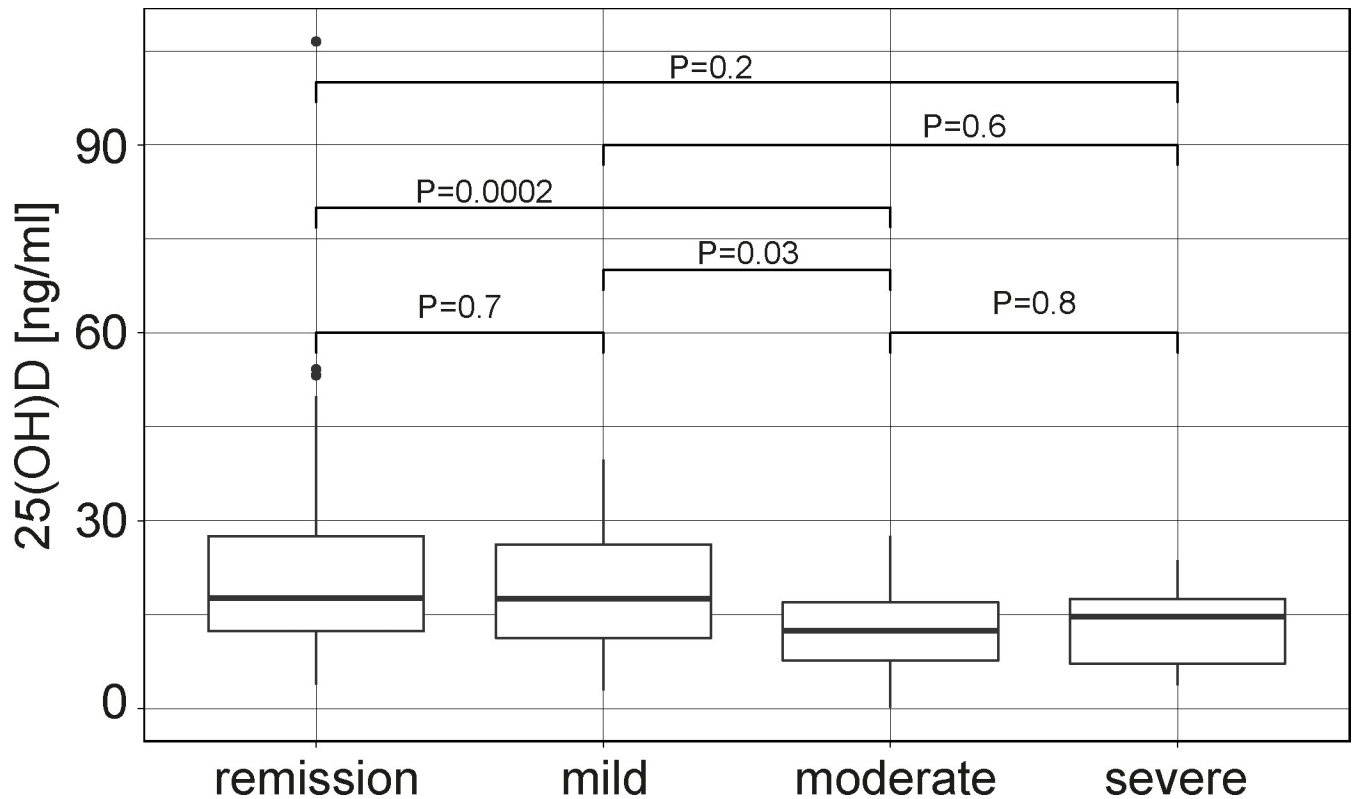 P=0.2
90
P=0.6
P=0.0002
P=0.03
P=0.7
P=0.8
60
25(OH)D [ng/ml]
30
0
remission mild moderate severe